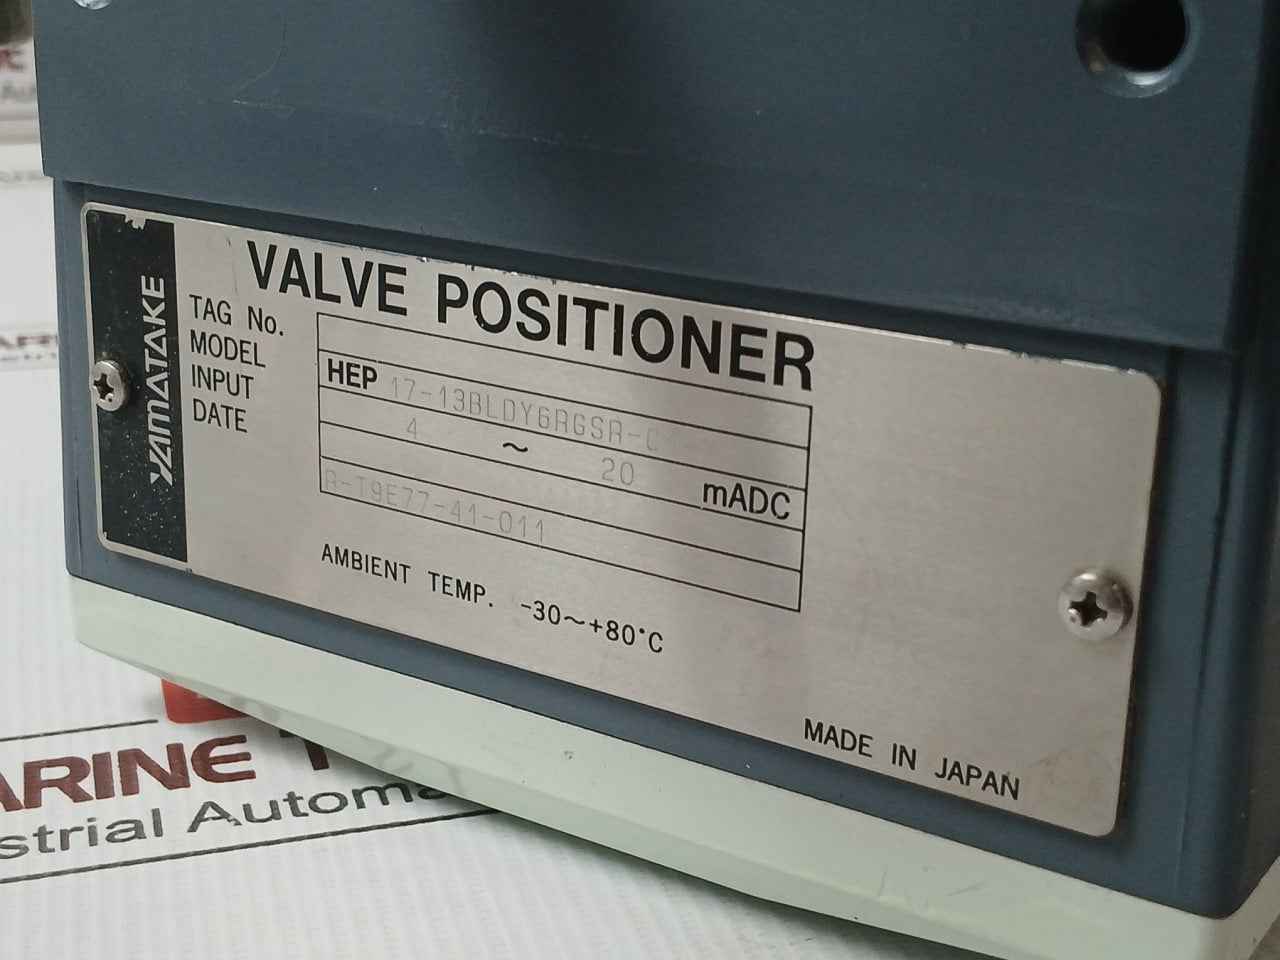 YAMATAKE
VALVE POSITIONER
TAG No.
MODEL HEP 17-13BLDY6RGSR-C
INPUT 4 ~ 20 mADC
DATE
R-T9E77-41-011
AMBIENT TEMP. -30~+80°C
MADE IN JAPAN
ARINE T
strial Automa